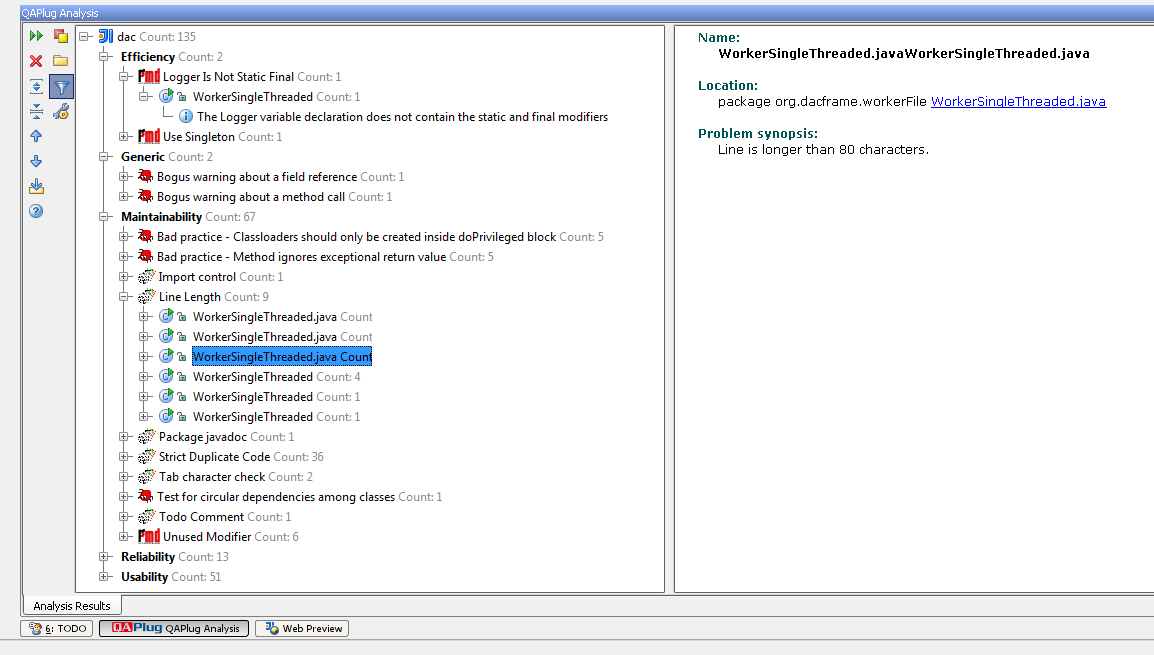 QAPlug Analysis
dac Count: 135
Efficiency Count: 2
Pmd Logger Is Not Static Final Count: 1
WorkerSingleThreaded Count: 1
The Logger variable declaration does not contain the static and final modifiers
Pmd Use Singleton Count: 1
Generic Count: 2
Bogus warning about a field reference Count: 1
Bogus warning about a method call Count: 1
Maintainability Count: 67
Bad practice - Classloaders should only be created inside doPrivileged block Count: 5
Bad practice - Method ignores exceptional return value Count: 5
Import control Count: 1
Line Length Count: 9
WorkerSingleThreaded.java Count
WorkerSingleThreaded.java Count
WorkerSingleThreaded.java Count
WorkerSingleThreaded Count: 4
WorkerSingleThreaded Count: 1
WorkerSingleThreaded Count: 1
Package javadoc Count: 1
Strict Duplicate Code Count: 36
Tab character check Count: 2
Test for circular dependencies among classes Count: 1
Todo Comment Count: 1
Pmd Unused Modifier Count: 6
Reliability Count: 13
Usability Count: 51
Name:
WorkerSingleThreaded.javaWorkerSingleThreaded.java
Location:
package org.dacframe.workerFile WorkerSingleThreaded.java
Problem synopsis:
Line is longer than 80 characters.
Analysis Results
6: TODO
QAPlug QAPlug Analysis
Web Preview